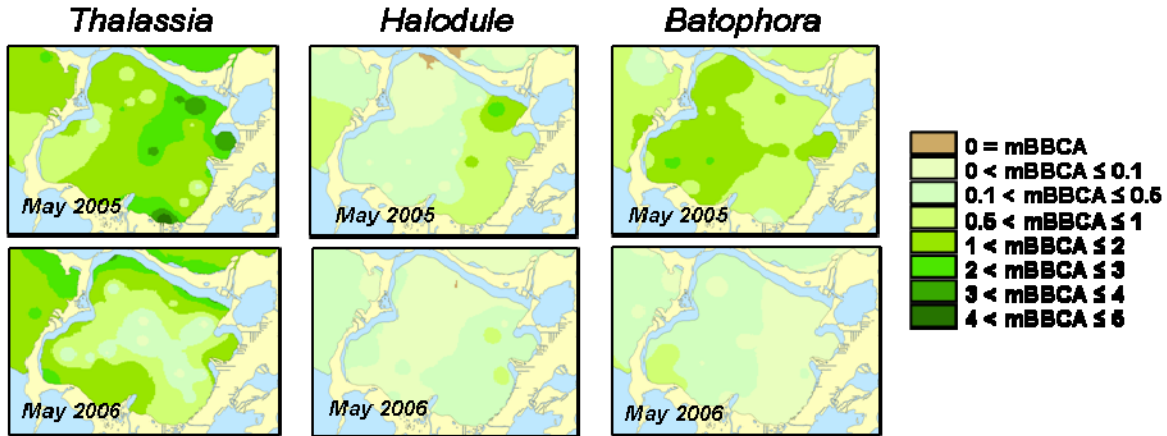 Thalassia
Halodule
Batophora
May 2005
May 2005
May 2005
0 = mBBCA
0 < mBBCA ≤ 0.1
0.1 < mBBCA ≤ 0.5
0.5 < mBBCA ≤ 1
1 < mBBCA ≤ 2
2 < mBBCA ≤ 3
3 < mBBCA ≤ 4
4 < mBBCA ≤ 5
May 2006
May 2006
May 2006